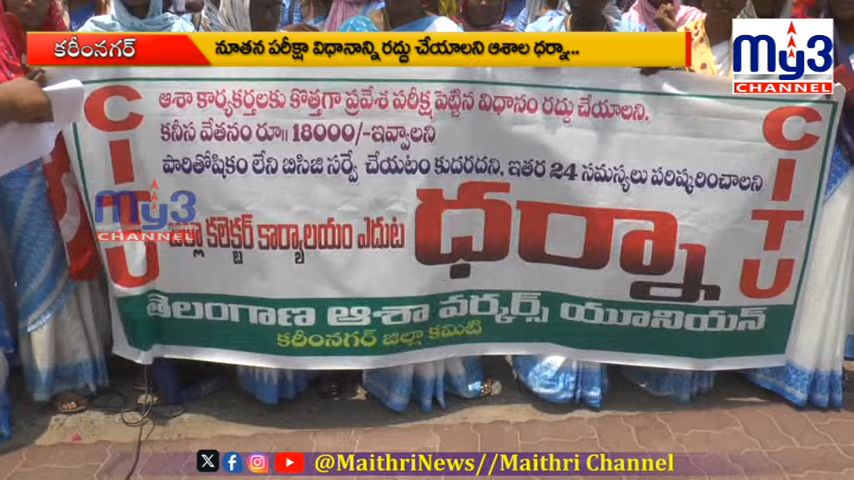 కరీంనగర్
నూతన పరీక్షా విధానాన్ని రద్దు చేయాలని ఆశాల ధర్నా...
My3
CHANNEL
CITU
ఆశా కార్యకర్తలకు కొత్తగా ప్రవేశ పరీక్ష పెట్టిన విధానం రద్దు చేయాలని.
కనీస వేతనం రూ॥ 18000/-ఇవ్వాలని
పారితోషికం లేని బిసిజి సర్వే చేయటం కుదరదని, ఇతర 24 సమస్యలు పరిష్కరించాలని
My3
CHANNEL
జిల్లా కలెక్టర్ కార్యాలయం ఎదుట
ధర్నా
CITU
తెలంగాణ ఆశా వర్కర్స్ యూనియన్
కరీంనగర్ జిల్లా కమిటి
@MaithriNews//Maithri Channel